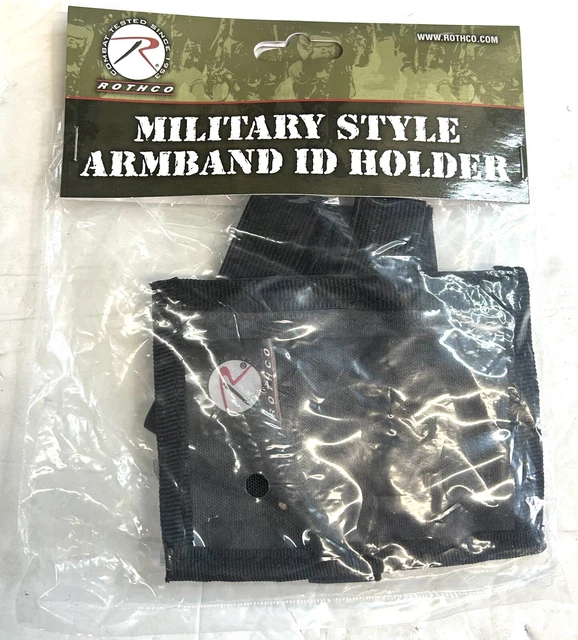 COMBAT TESTED SINCE 1953
R
ROTHCO
WWW.ROTHCO.COM
MILITARY STYLE
ARMBAND ID HOLDER
R
ROTHCO